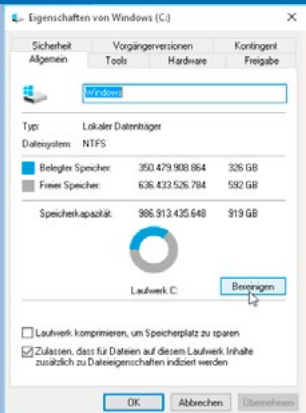 Eigenschaften von Windows (C:)
Sicherheit Vorgängerversionen Kontingent
Allgemein Tools Hardware Freigabe
Windows
Typ: Lokaler Datenträger
Dateisystem: NTFS
Belegter Speicher: 350.479.908.864 326 GB
Freier Speicher: 636.433.526.784 592 GB
Speicherkapazität: 986.913.435.648 919 GB
Laufwerk C: Bereinigen
Laufwerk komprimieren, um Speicherplatz zu sparen
Zulassen, dass für Dateien auf diesem Laufwerk Inhalte
zusätzlich zu Dateieigenschaften indiziert werden
OK Abbrechen Übernehmen